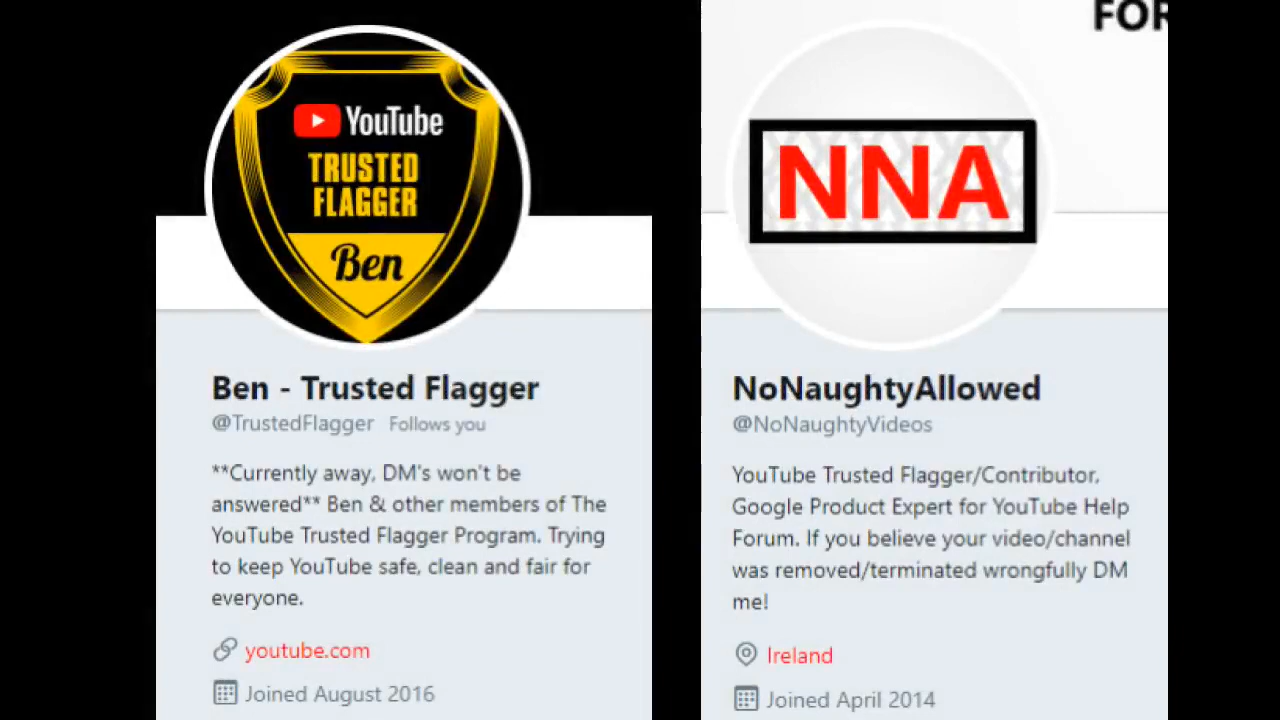 YouTube
TRUSTED
FLAGGER
Ben
Ben - Trusted Flagger
@TrustedFlagger Follows you
**Currently away, DM's won't be
answered** Ben & other members of The
YouTube Trusted Flagger Program. Trying
to keep YouTube safe, clean and fair for
everyone.
youtube.com
Joined August 2016
FOR
NNA
NoNaughtyAllowed
@NoNaughtyVideos
YouTube Trusted Flagger/Contributor,
Google Product Expert for YouTube Help
Forum. If you believe your video/channel
was removed/terminated wrongfully DM
me!
Ireland
Joined April 2014